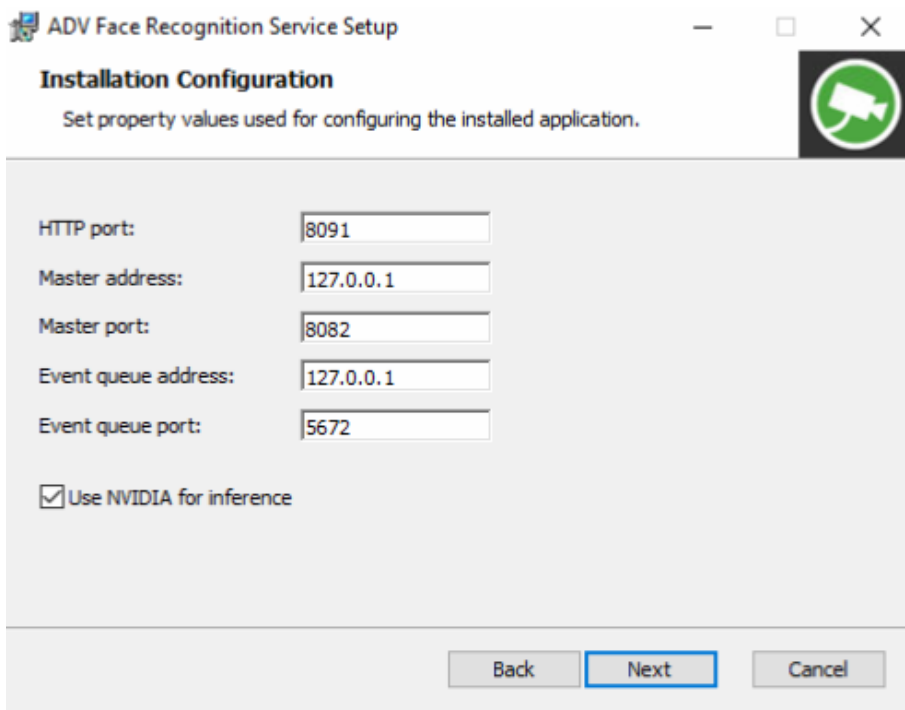 ADV Face Recognition Service Setup
Installation Configuration
Set property values used for configuring the installed application.
HTTP port: 8091
Master address: 127.0.0.1
Master port: 8082
Event queue address: 127.0.0.1
Event queue port: 5672
Use NVIDIA for inference
Back Next Cancel